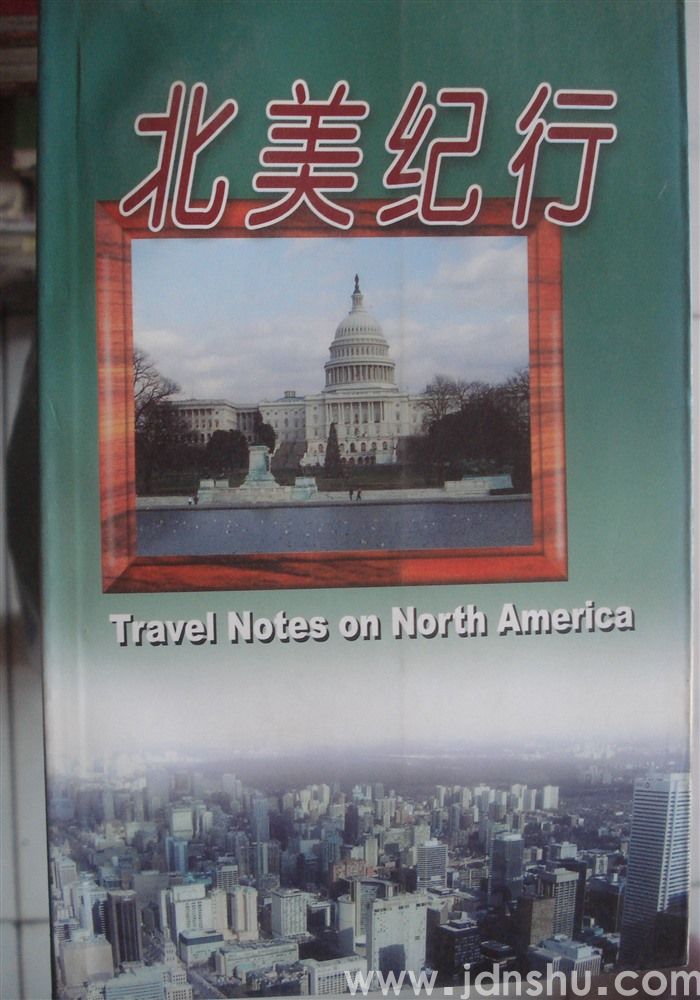 北美纪行
Travel Notes on North America
www.jdnshu.com